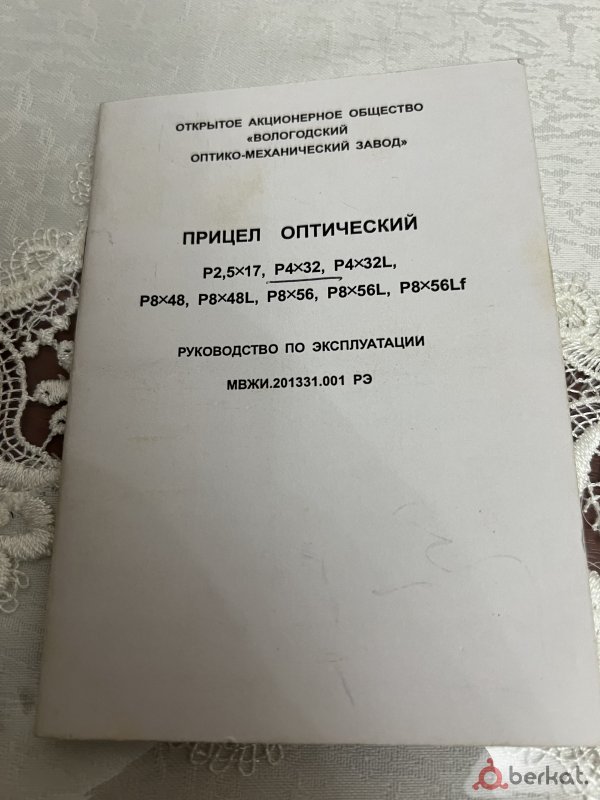 ОТКРЫТОЕ АКЦИОНЕРНОЕ ОБЩЕСТВО
«ВОЛОГОДСКИЙ
ОПТИКО-МЕХАНИЧЕСКИЙ ЗАВОД»
ПРИЦЕЛ ОПТИЧЕСКИЙ
Р2,5×17, Р4×32, Р4×32L,
Р8×48, Р8×48L, Р8×56, Р8×56L, Р8×56Lf
РУКОВОДСТВО ПО ЭКСПЛУАТАЦИИ
МВЖИ.201331.001 РЭ
berkat.